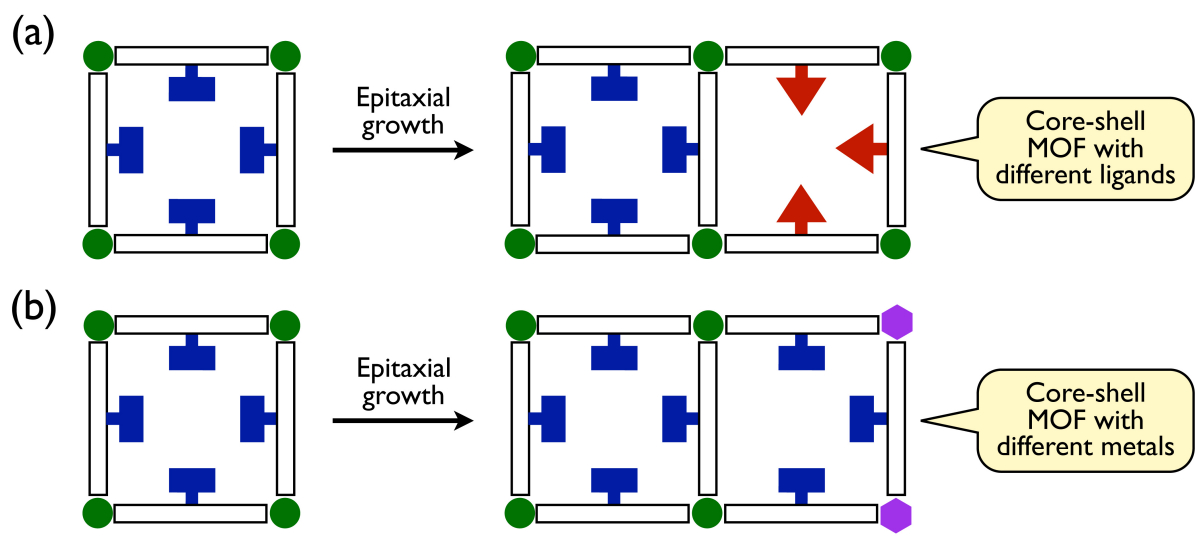 (a)
Epitaxial
growth
Core-shell
MOF with
different ligands
(b)
Epitaxial
growth
Core-shell
MOF with
different metals